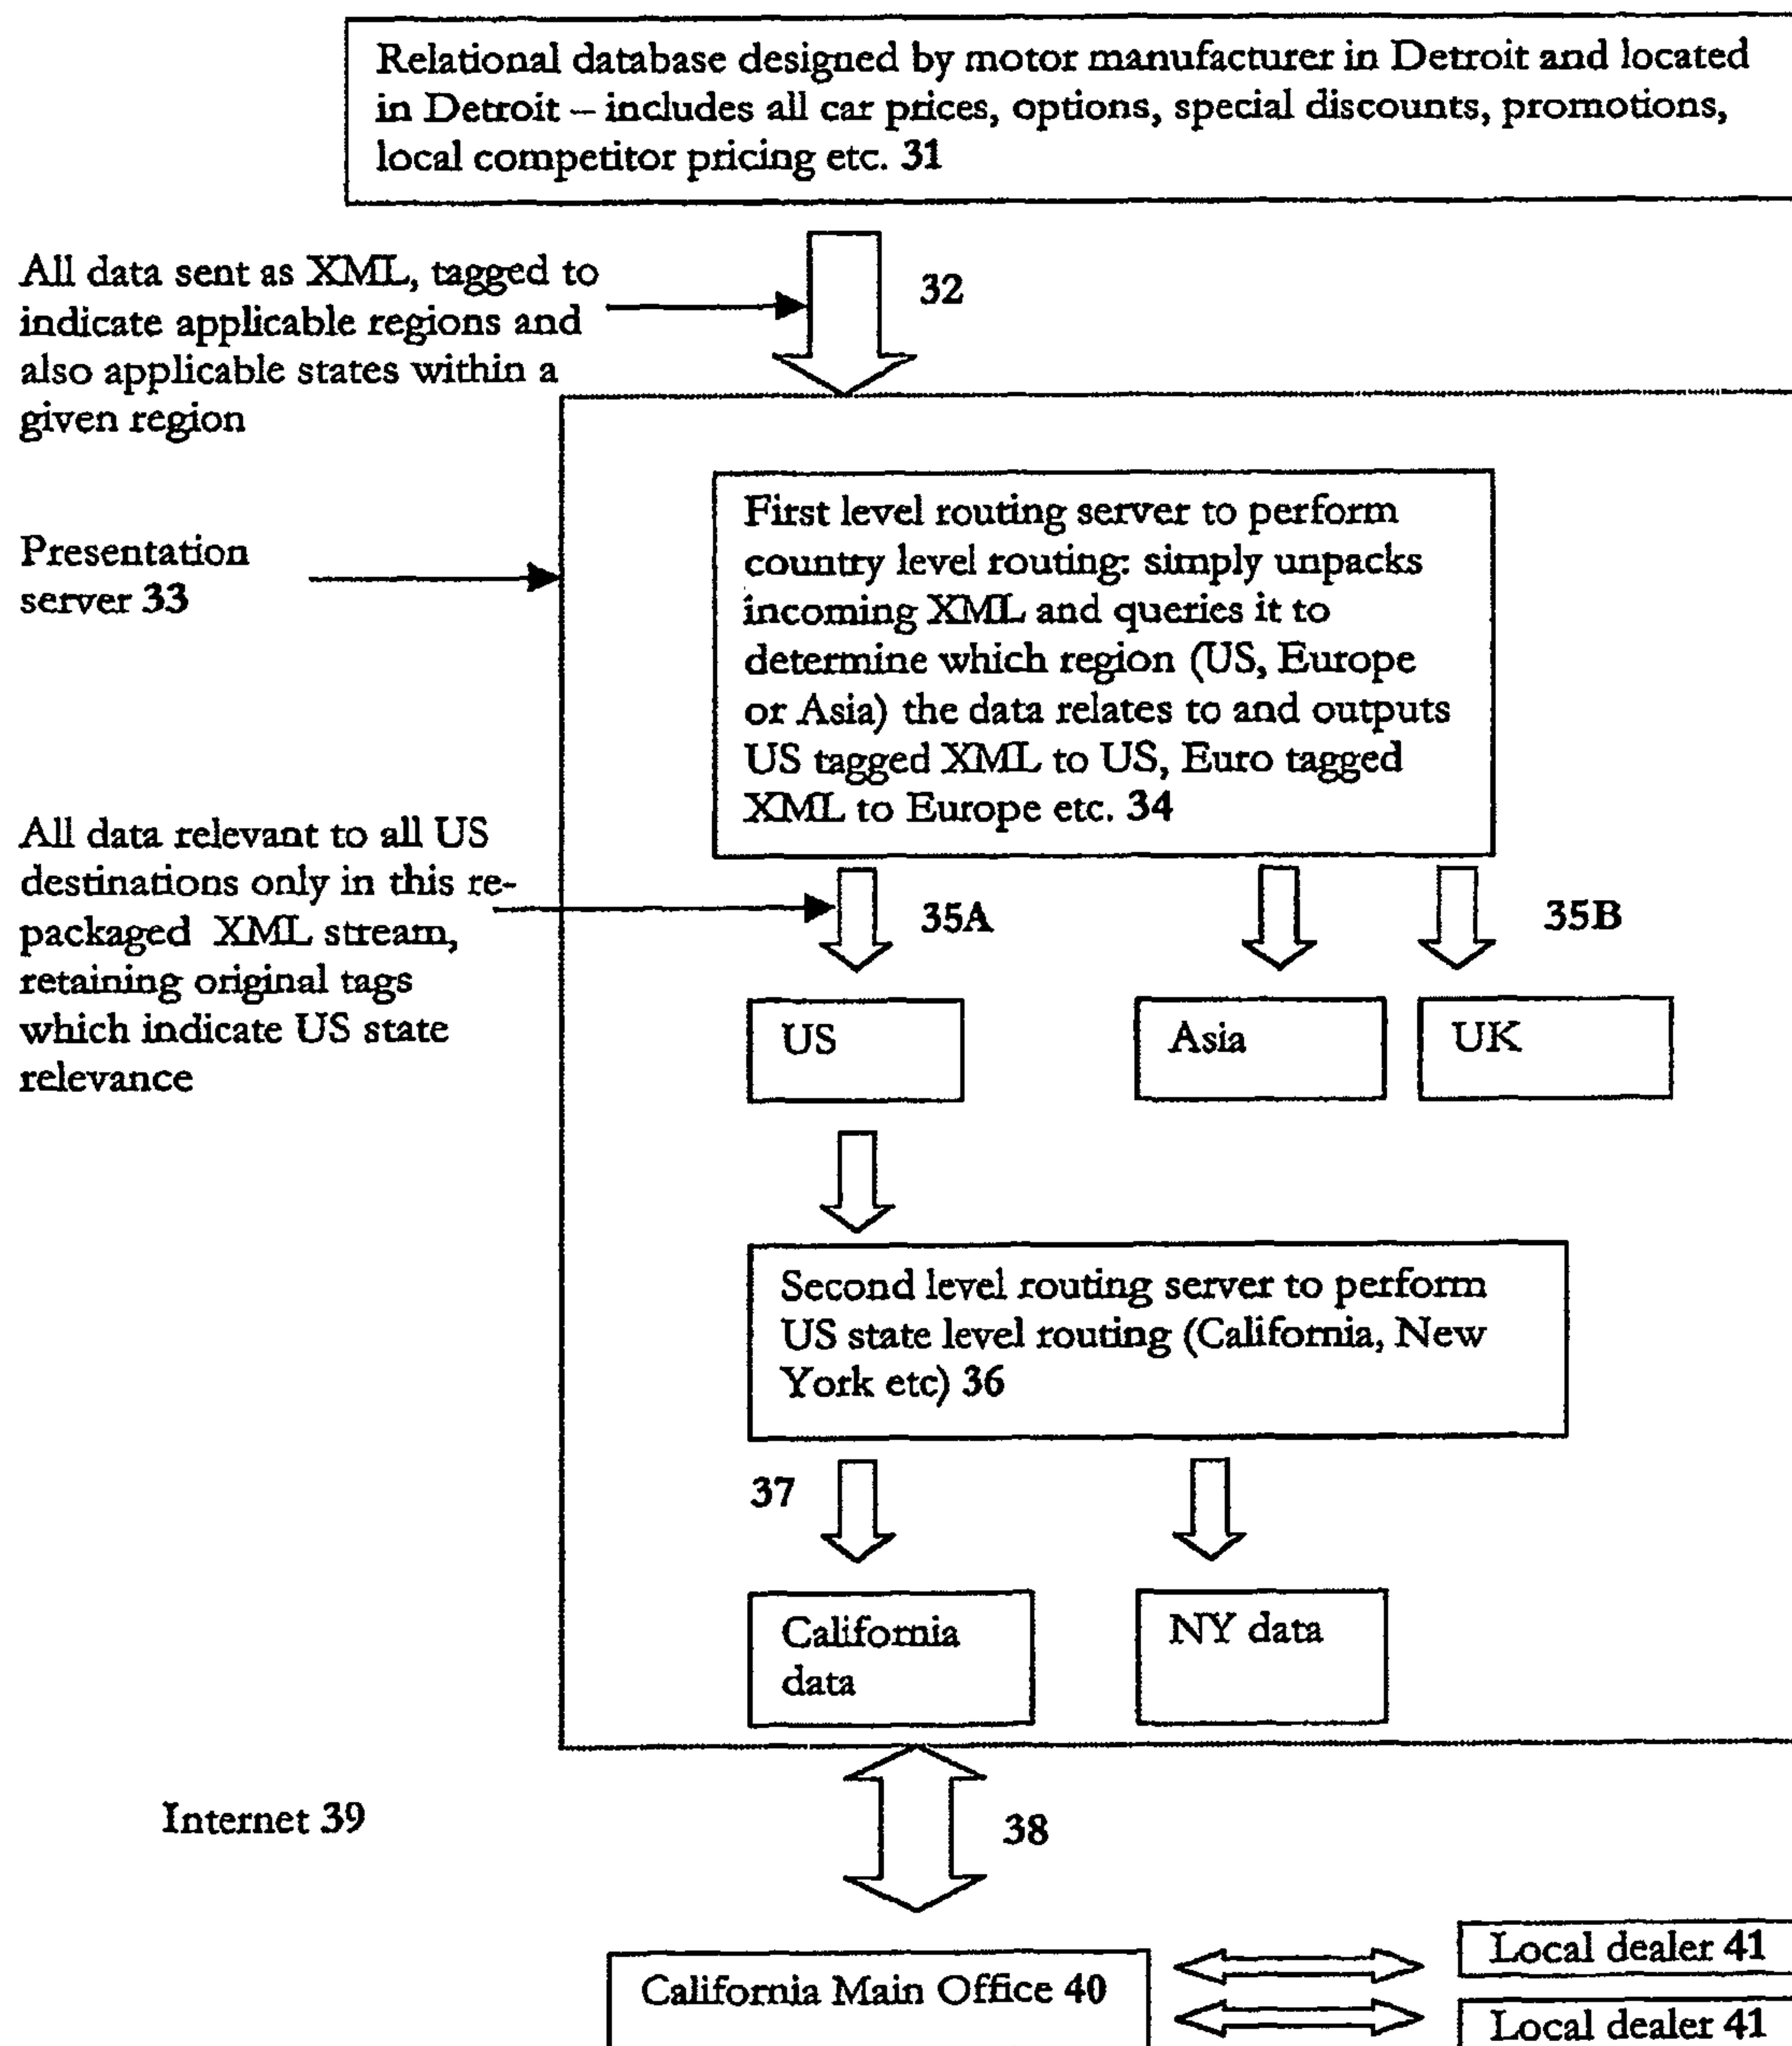 Relational database designed by motor manufacturer in Detroit and located
in Detroit – includes all car prices, options, special discounts, promotions,
local competitor pricing etc. 31
All data sent as XML, tagged to
indicate applicable regions and
also applicable states within a
given region
32
Presentation
server 33
First level routing server to perform
country level routing: simply unpacks
incoming XML and queries it to
determine which region (US, Europe
or Asia) the data relates to and outputs
US tagged XML to US, Euro tagged
XML to Europe etc. 34
All data relevant to all US
destinations only in this re-
packaged XML stream,
retaining original tags
which indicate US state
relevance
35A
35B
US
Asia
UK
Second level routing server to perform
US state level routing (California, New
York etc) 36
37
California
data
NY data
Internet 39
38
California Main Office 40
Local dealer 41
Local dealer 41